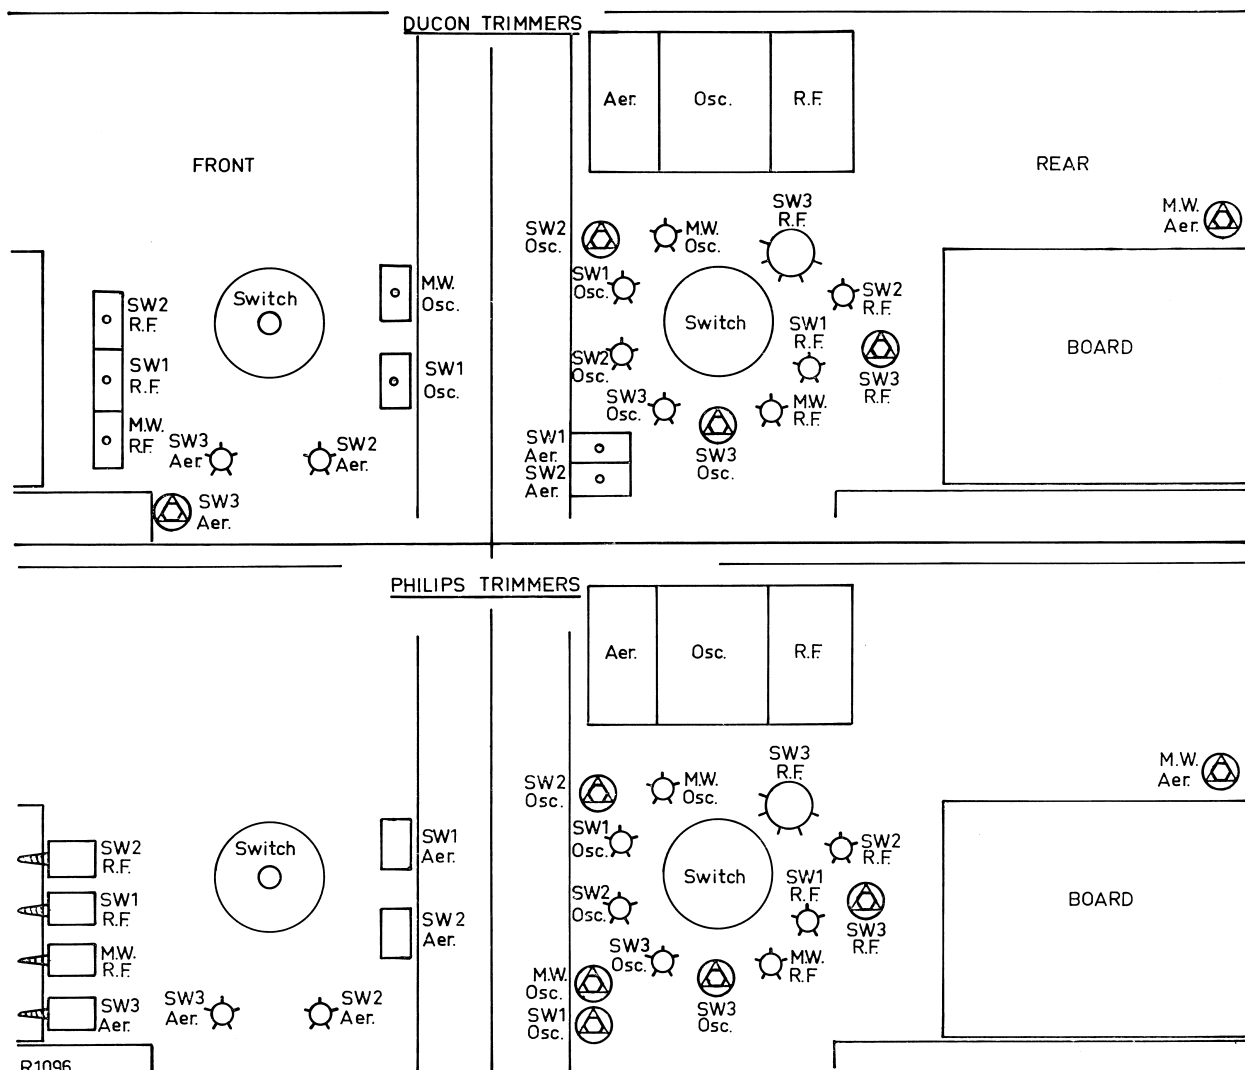 DUCON TRIMMERS
FRONT
Switch
SW2
R.F.
SW1
R.F.
M.W.
R.F.
M.W.
Osc.
SW1
Osc.
SW3
Aer.
SW2
Aer.
SW3
Aer.
Aer.
Osc.
R.F.
REAR
M.W.
Aer.
SW2
Osc.
M.W.
Osc.
SW3
R.F.
SW1
Osc.
SW2
R.F.
Switch
SW1
R.F.
SW2
Osc.
SW3
R.F.
SW3
Osc.
M.W.
R.F.
SW3
Osc.
SW1
Aer.
SW2
Aer.
BOARD
PHILIPS TRIMMERS
Switch
SW2
R.F.
SW1
R.F.
M.W.
R.F.
SW3
Aer.
SW1
Aer.
SW2
Aer.
SW3
Aer.
SW2
Aer.
R1096
Aer.
Osc.
R.F.
M.W.
Aer.
SW2
Osc.
M.W.
Osc.
SW3
R.F.
SW1
Osc.
SW2
R.F.
Switch
SW1
R.F.
SW2
Osc.
SW3
R.F.
SW3
Osc.
M.W.
R.F
M.W.
Osc.
SW1
Osc.
SW3
Osc.
BOARD